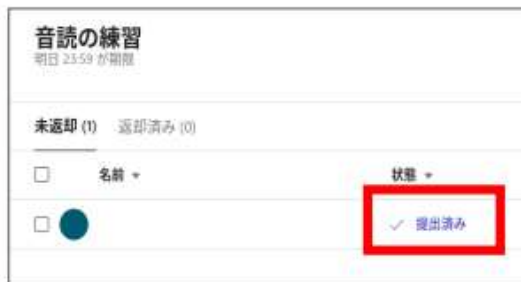 音読の練習
明日 23:59 が期限
未返却 (1) 返却済み (0)
名前 状態
提出済み